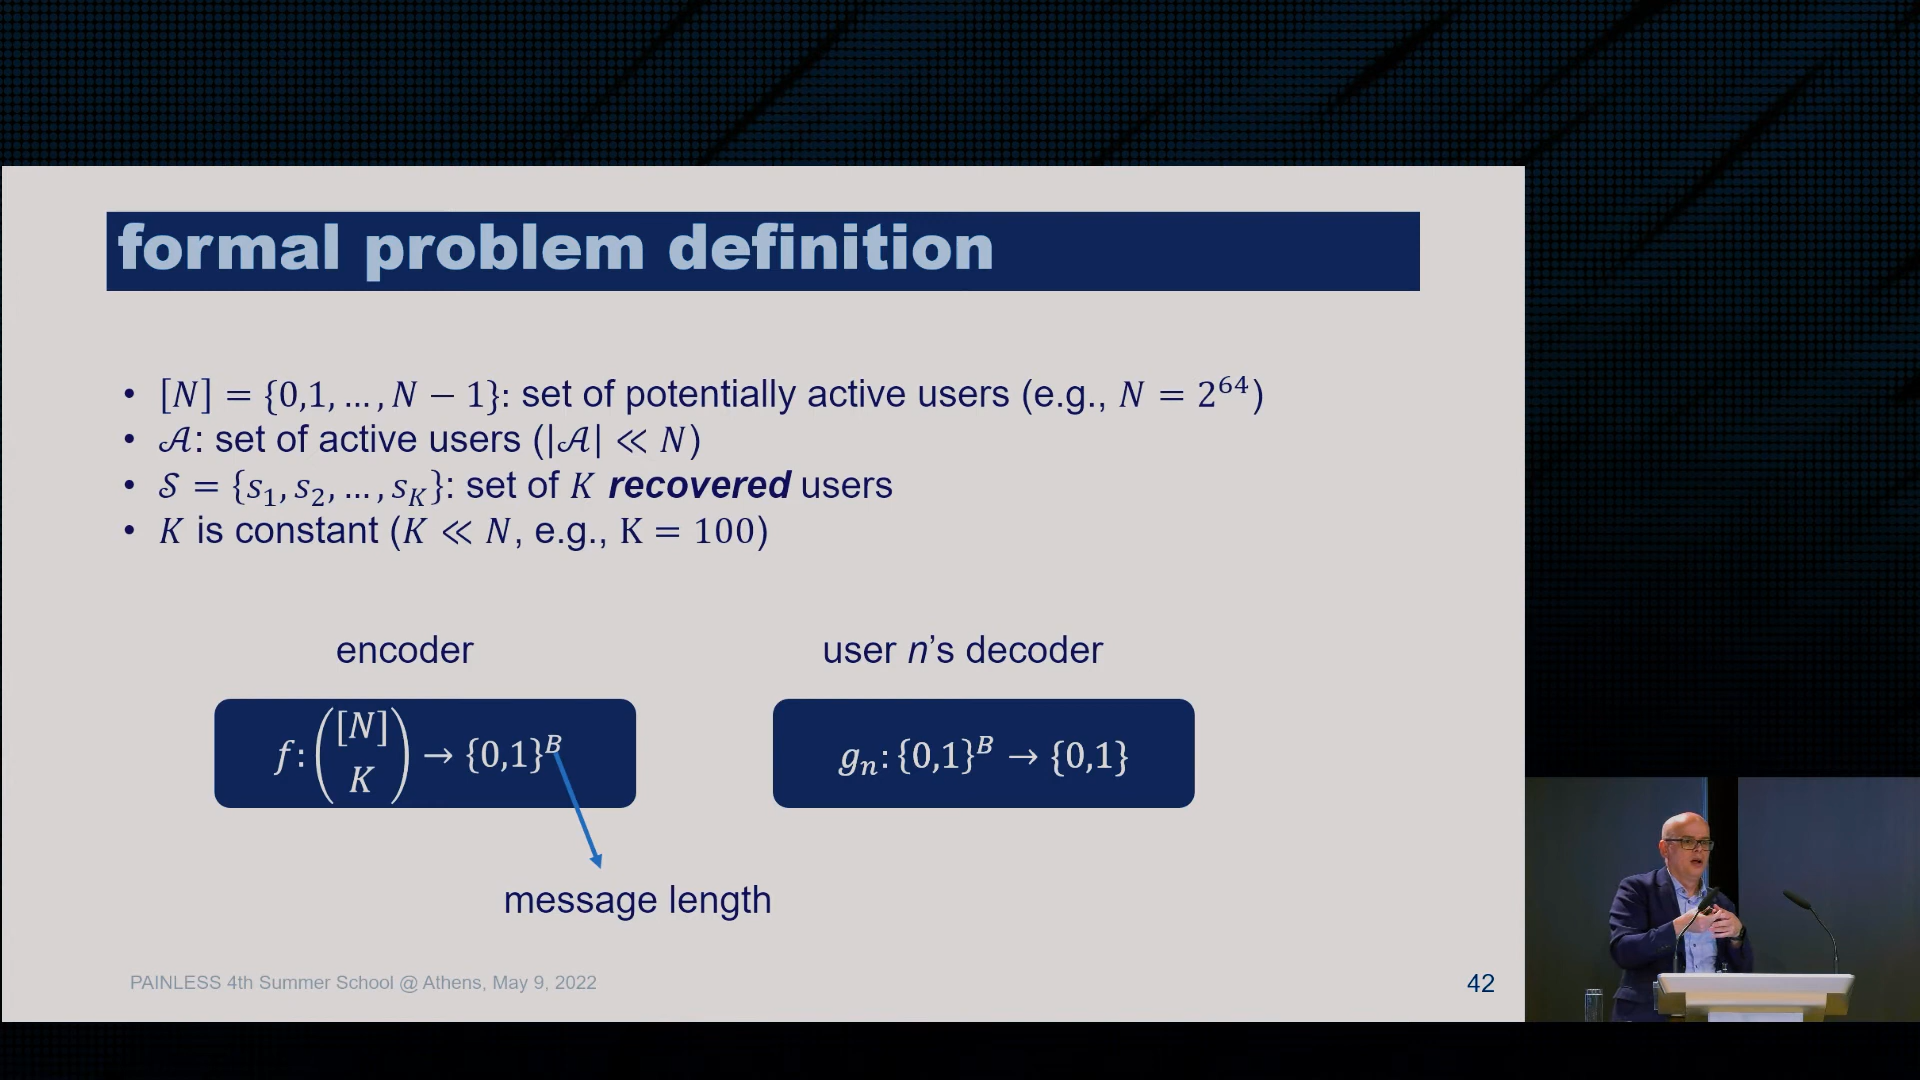 formal problem definition
• [N] = {0,1, … , N − 1}: set of potentially active users (e.g., N = 2^64)
• 𝒜: set of active users (|𝒜| ≪ N)
• 𝒮 = {s₁, s₂, … , s_K}: set of K recovered users
• K is constant (K ≪ N, e.g., K = 100)
encoder
user n’s decoder
f: ([N] K) → {0,1}^B
g_n: {0,1}^B → {0,1}
message length
PAINLESS 4th Summer School @ Athens, May 9, 2022
42